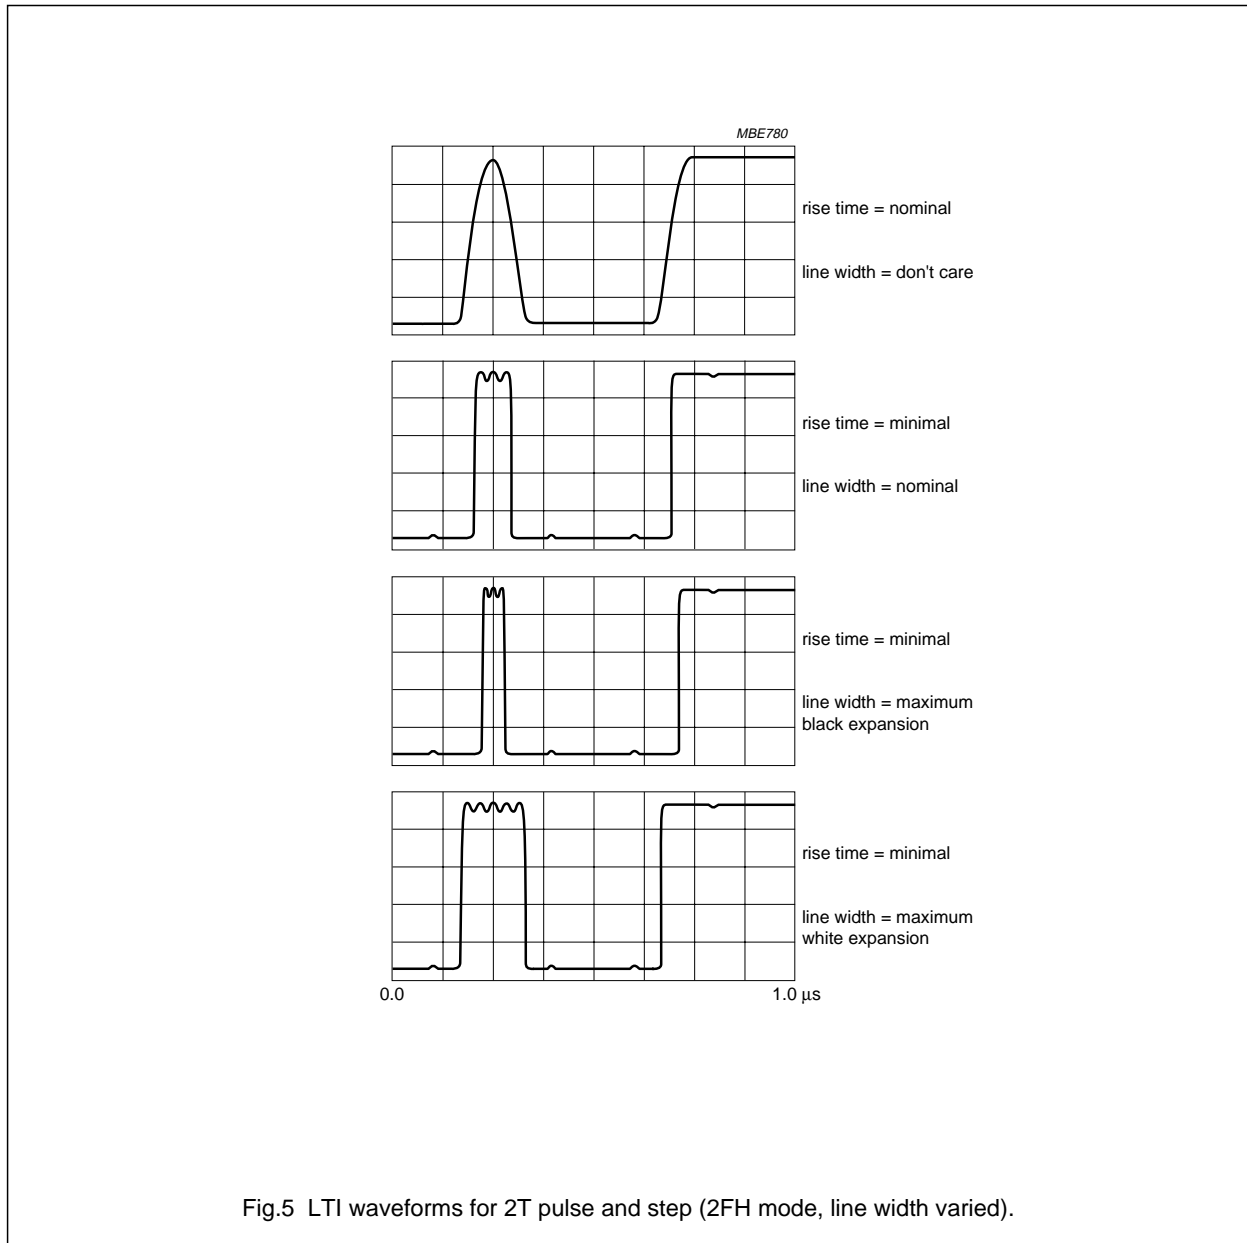 MBE780
rise time = nominal
line width = don't care
rise time = minimal
line width = nominal
rise time = minimal
line width = maximum
black expansion
rise time = minimal
line width = maximum
white expansion
0.0
1.0 μs
Fig.5 LTI waveforms for 2T pulse and step (2FH mode, line width varied).